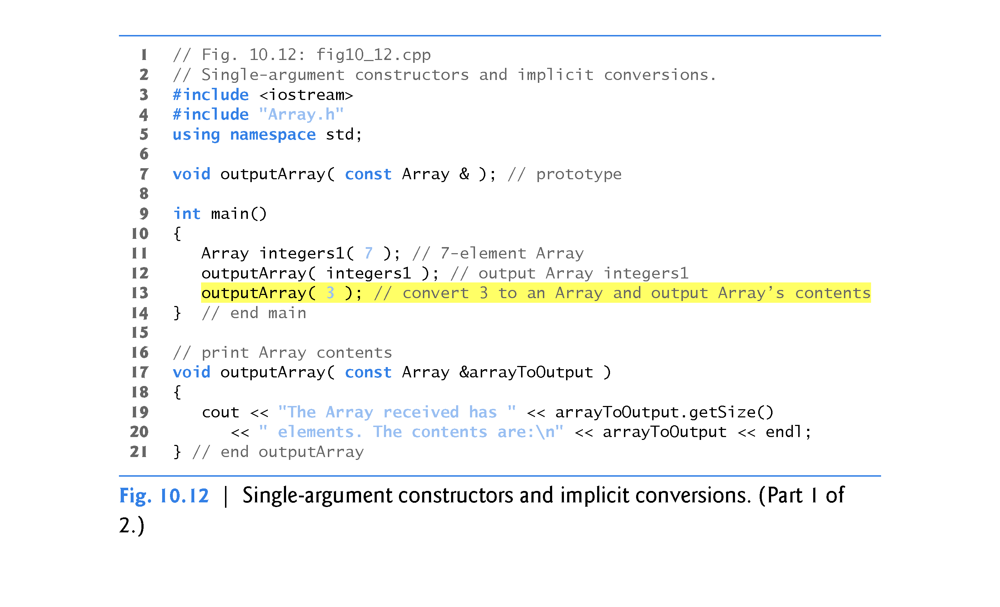 1 // Fig. 10.12: fig10_12.cpp
2 // Single-argument constructors and implicit conversions.
3 #include <iostream>
4 #include "Array.h"
5 using namespace std;
6
7 void outputArray( const Array & ); // prototype
8
9 int main()
10 {
11    Array integers1( 7 ); // 7-element Array
12    outputArray( integers1 ); // output Array integers1
13    outputArray( 3 ); // convert 3 to an Array and output Array’s contents
14 }  // end main
15
16 // print Array contents
17 void outputArray( const Array &arrayToOutput )
18 {
19    cout << "The Array received has " << arrayToOutput.getSize()
20       << " elements. The contents are:\n" << arrayToOutput << endl;
21 } // end outputArray
Fig. 10.12 | Single-argument constructors and implicit conversions. (Part 1 of
2.)